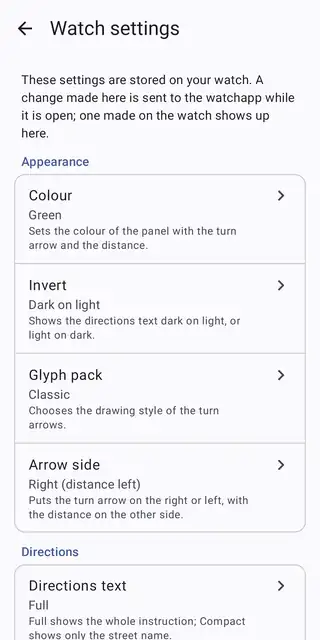 Watch settings
These settings are stored on your watch. A
change made here is sent to the watchapp while
it is open; one made on the watch shows up
here.
Appearance
Colour
Green
Sets the colour of the panel with the turn
arrow and the distance.
Invert
Dark on light
Shows the directions text dark on light, or
light on dark.
Glyph pack
Classic
Chooses the drawing style of the turn
arrows.
Arrow side
Right (distance left)
Puts the turn arrow on the right or left, with
the distance on the other side.
Directions
Directions text
Full
Full shows the whole instruction; Compact
shows only the street name.